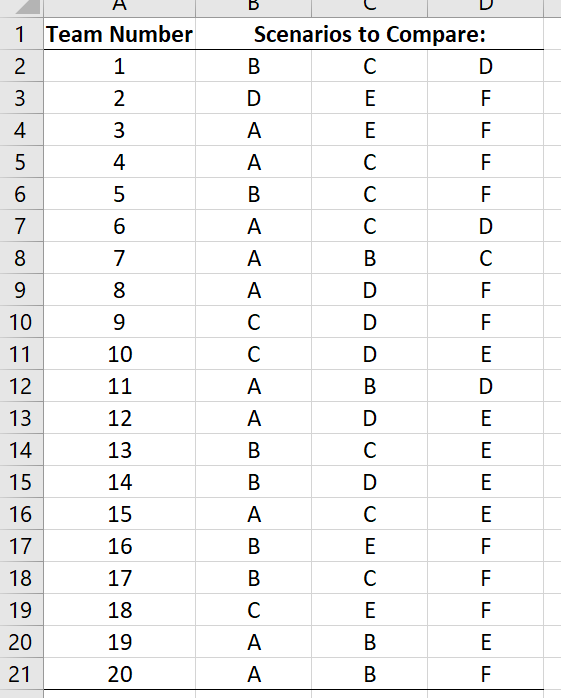 A B C D
1 Team Number Scenarios to Compare:
2 1 B C D
3 2 D E F
4 3 A E F
5 4 A C F
6 5 B C F
7 6 A C D
8 7 A B C
9 8 A D F
10 9 C D F
11 10 C D E
12 11 A B D
13 12 A D E
14 13 B C E
15 14 B D E
16 15 A C E
17 16 B E F
18 17 B C F
19 18 C E F
20 19 A B E
21 20 A B F